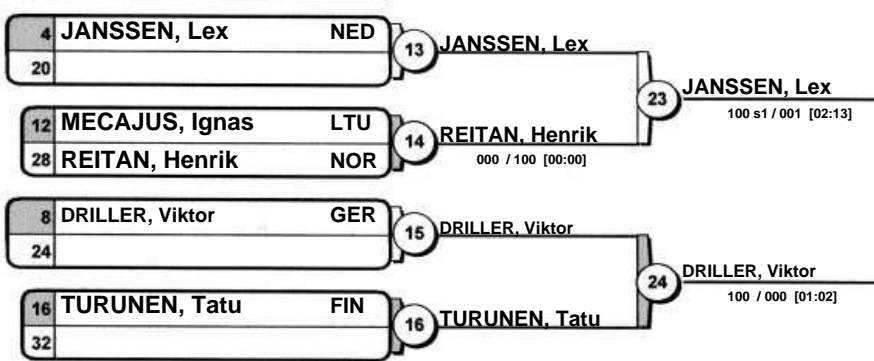 4 JANSSEN, Lex NED
20
13 JANSSEN, Lex
12 MECAJUS, Ignas LTU
28 REITAN, Henrik NOR
14 REITAN, Henrik
000 / 100 [00:00]
23 JANSSEN, Lex
100 s1 / 001 [02:13]
8 DRILLER, Viktor GER
24
15 DRILLER, Viktor
16 TURUNEN, Tatu FIN
32
16 TURUNEN, Tatu
24 DRILLER, Viktor
100 / 000 [01:02]